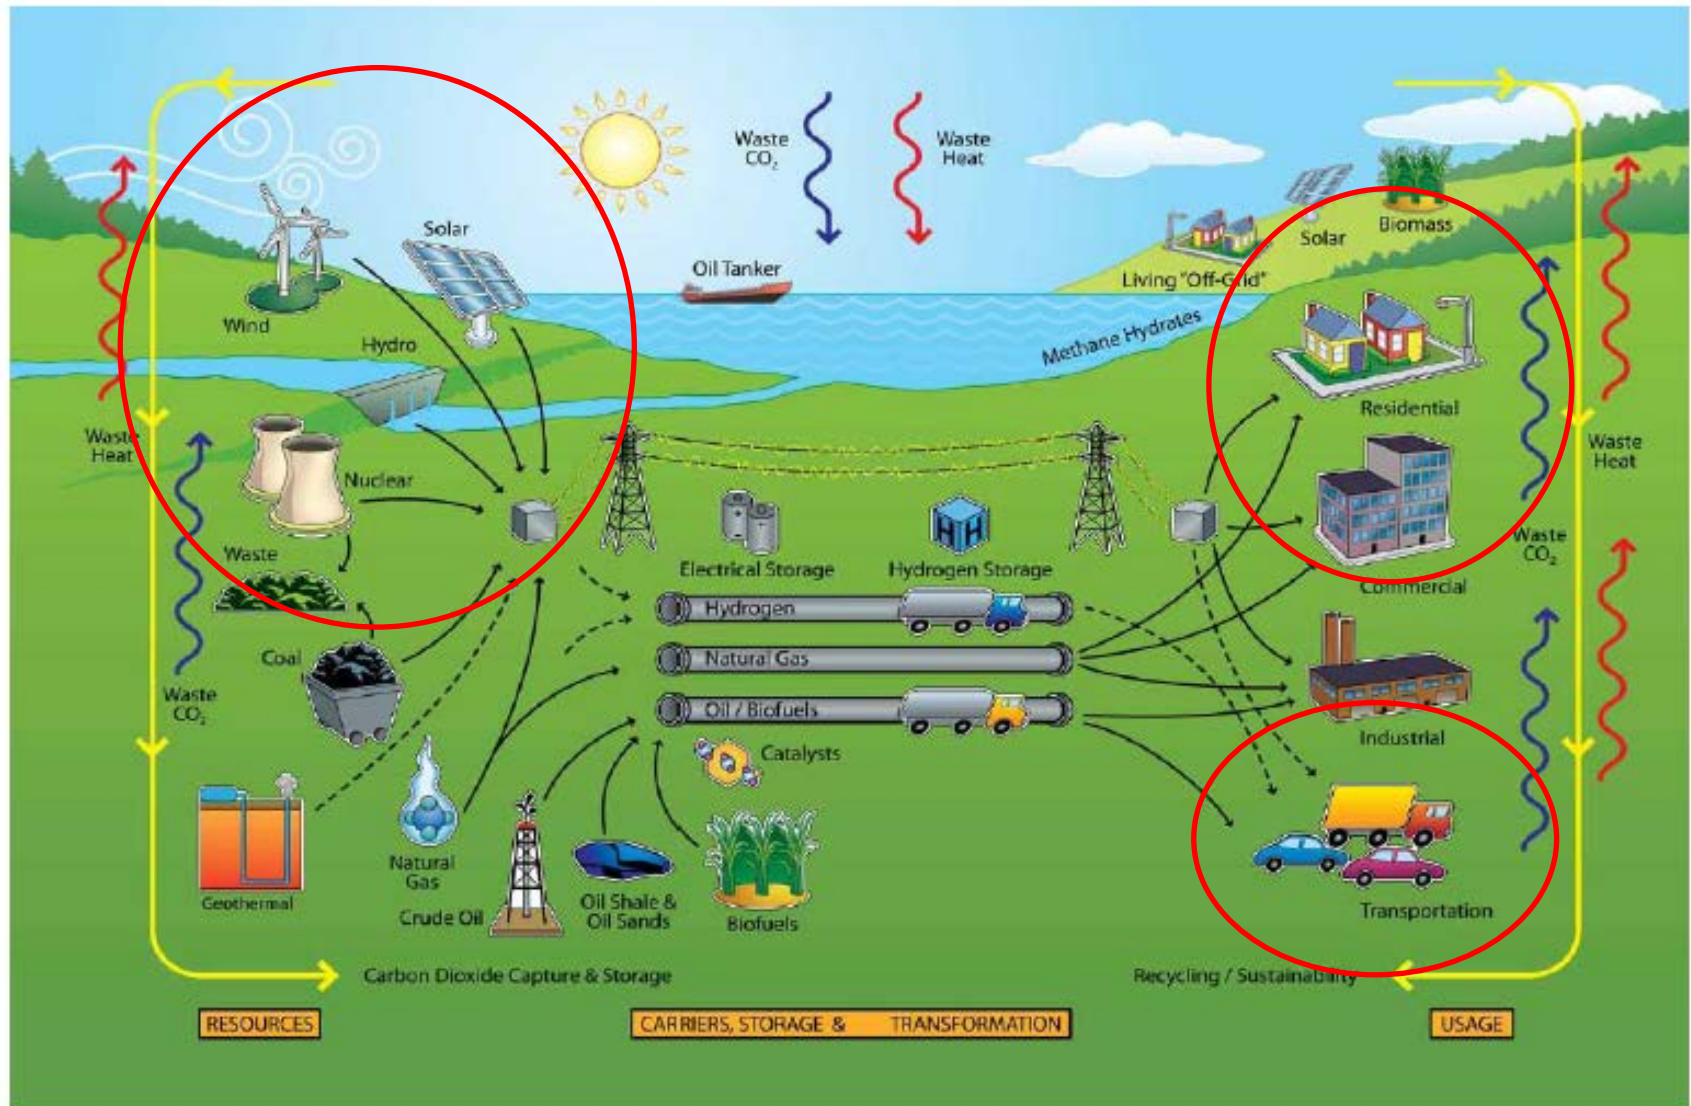 Waste
CO₂
Waste
Heat
Solar
Wind
Hydro
Oil Tanker
Methane Hydrates
Living "Off-Grid"
Solar
Biomass
Residential
Waste
Heat
Nuclear
Waste
Coal
Waste
CO₂
Electrical Storage
Hydrogen Storage
Hydrogen
Natural Gas
Oil / Biofuels
Catalysts
Commercial
Waste
CO₂
Waste
Heat
Industrial
Transportation
Geothermal
Natural
Gas
Crude Oil
Oil Shale &
Oil Sands
Biofuels
Carbon Dioxide Capture & Storage
Recycling / Sustainability
RESOURCES
CARRIERS, STORAGE & TRANSFORMATION
USAGE
HH